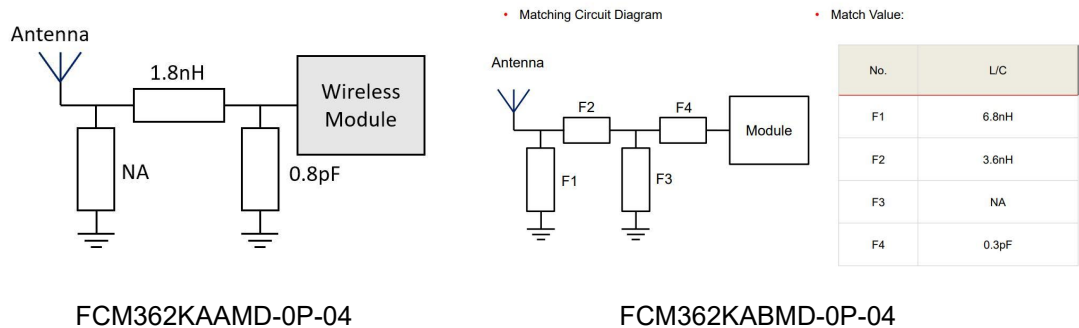 Antenna
1.8nH
Wireless
Module
NA
0.8pF
FCM362KAAMD-0P-04
• Matching Circuit Diagram
Antenna
F2
F4
Module
F1
F3
• Match Value:
No. L/C
F1 6.8nH
F2 3.6nH
F3 NA
F4 0.3pF
FCM362KABMD-0P-04